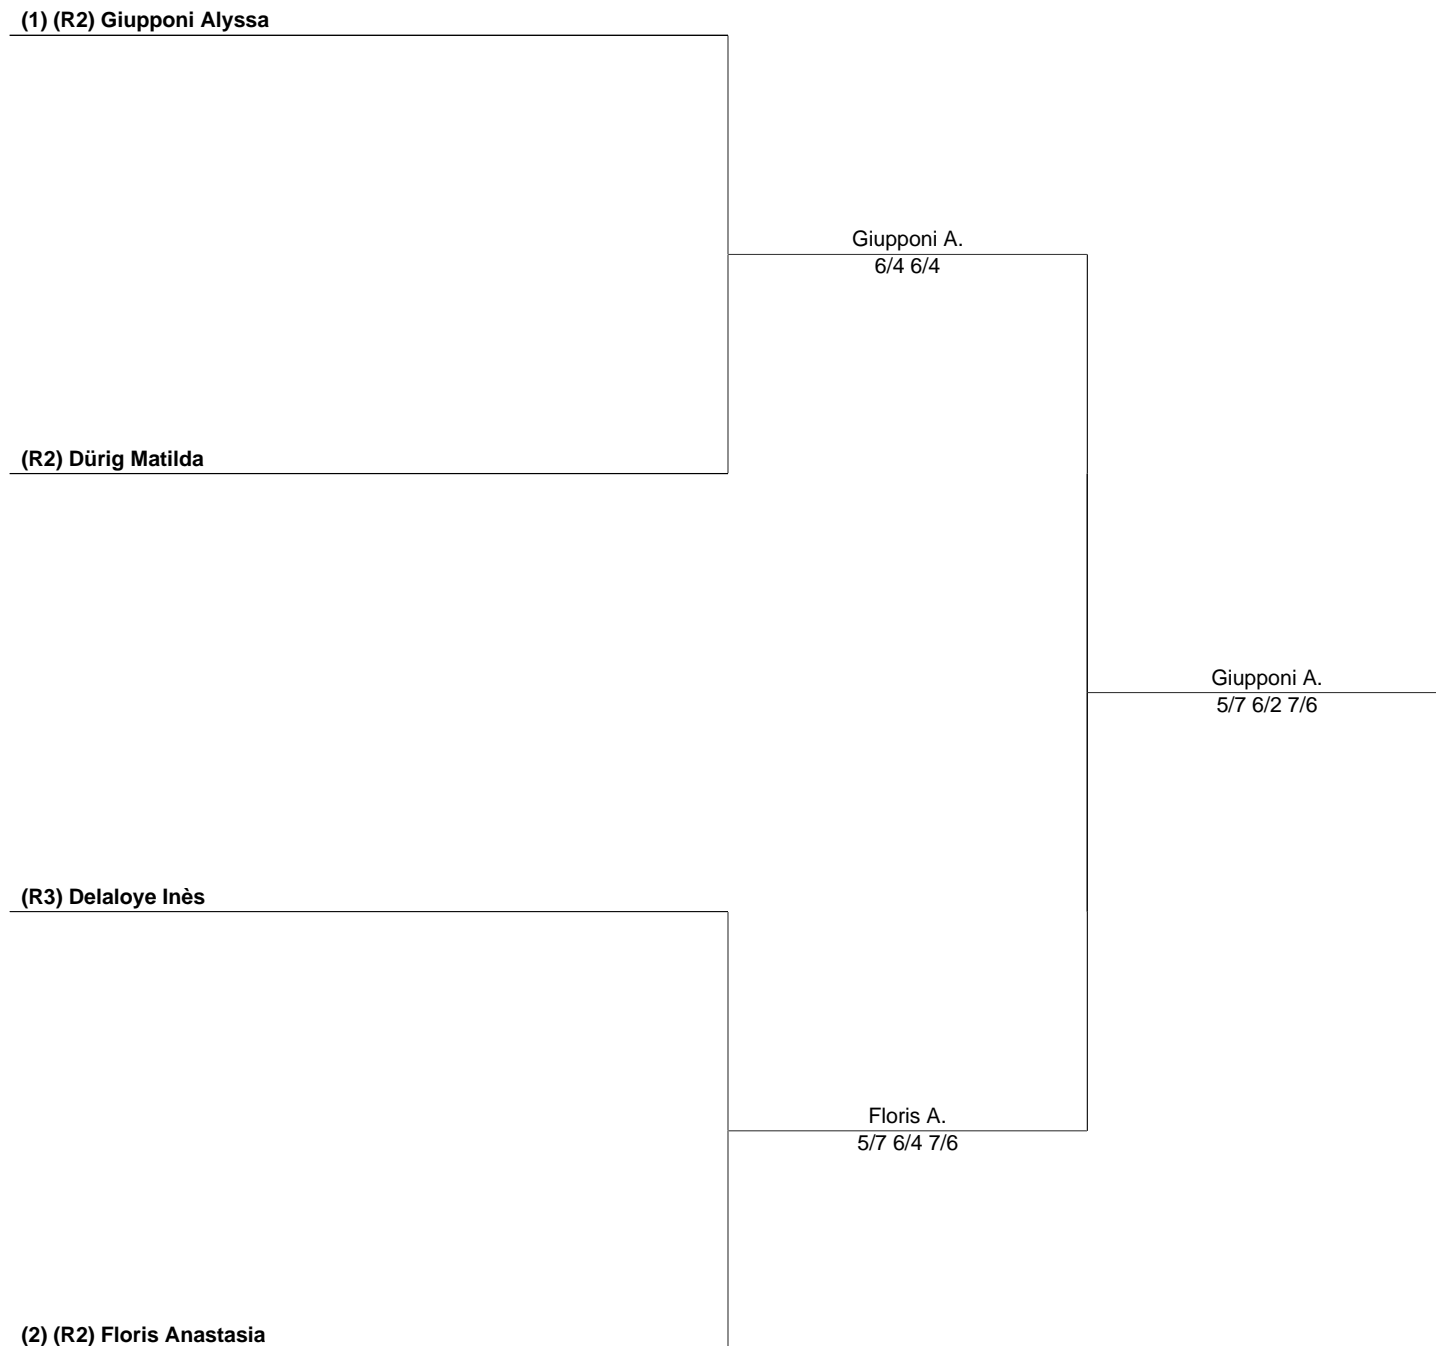 (1) (R2) Giupponi Alyssa
Giupponi A.
6/4 6/4
(R2) Dürig Matilda
Giupponi A.
5/7 6/2 7/6
(R3) Delaloye Inès
Floris A.
5/7 6/4 7/6
(2) (R2) Floris Anastasia